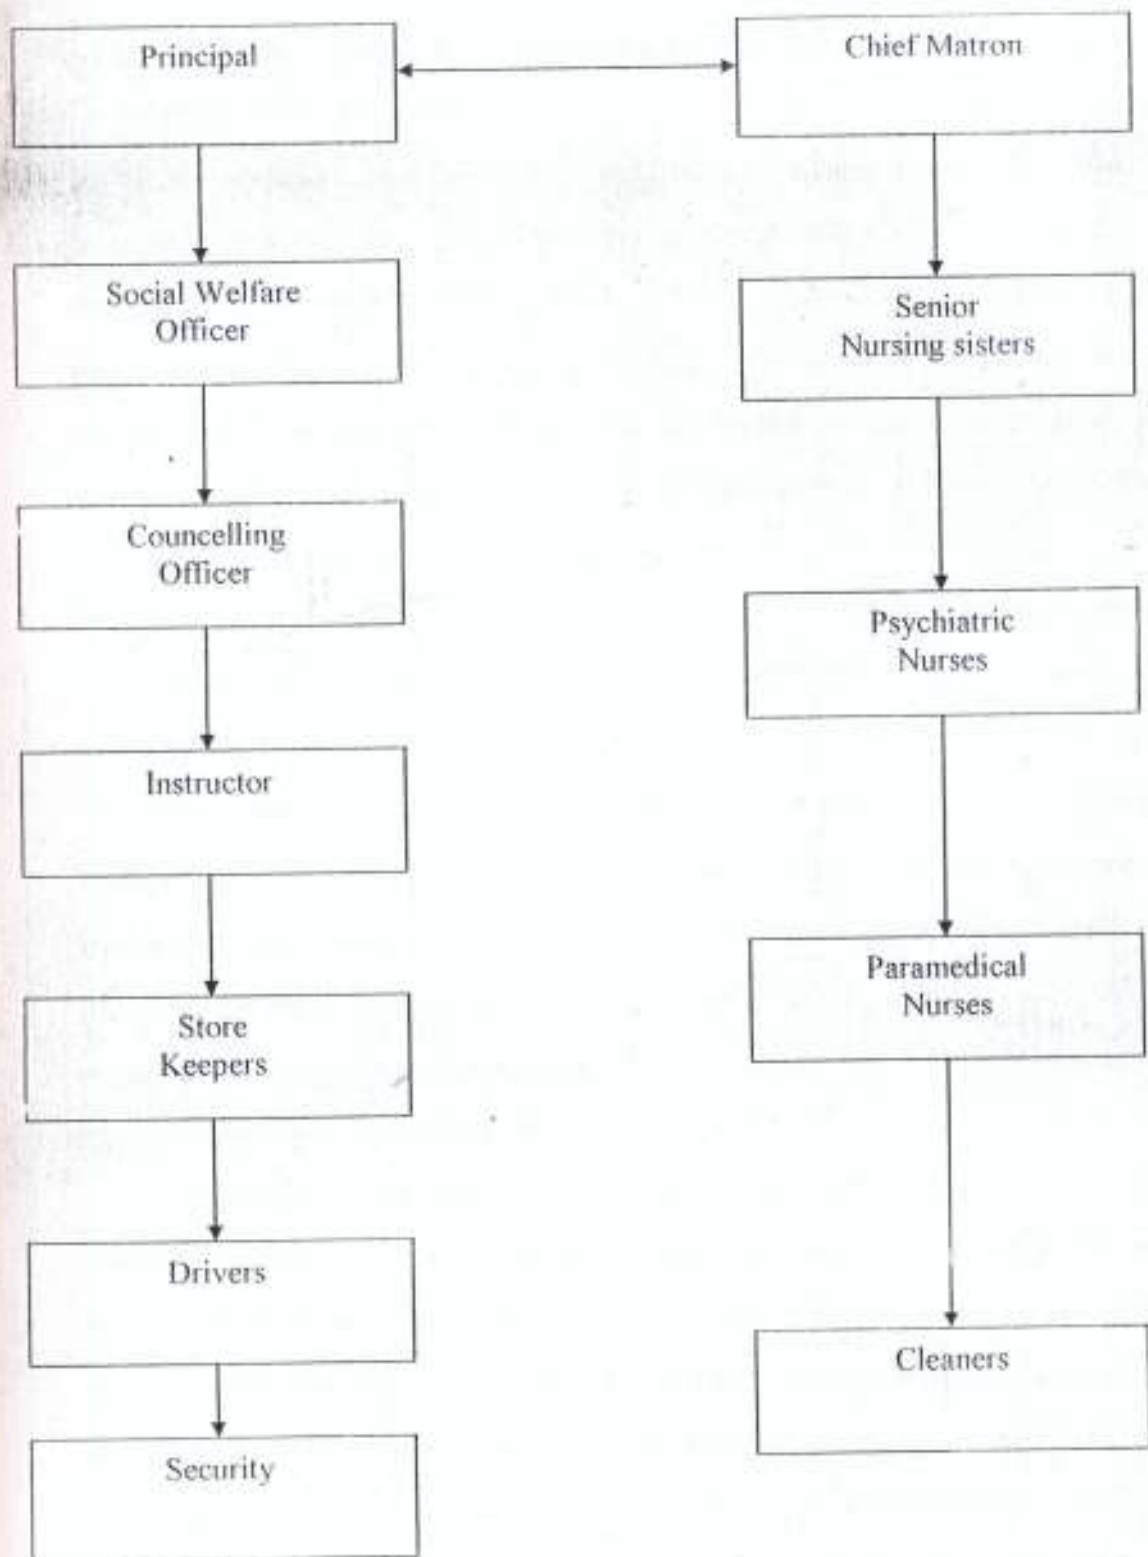 Principal
Chief Matron
Social Welfare
Officer
Senior
Nursing sisters
Councelling
Officer
Psychiatric
Nurses
Instructor
Paramedical
Nurses
Store
Keepers
Drivers
Cleaners
Security